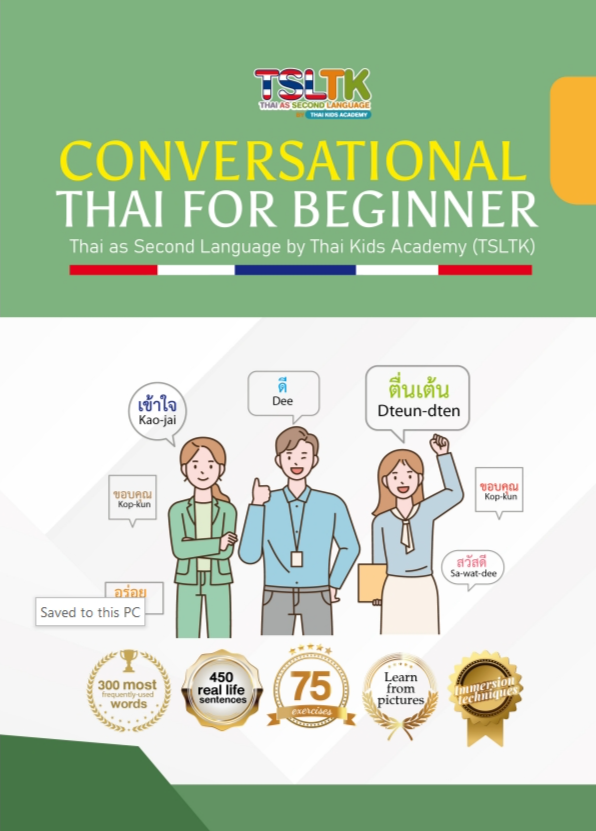 TSLTK
THAI AS SECOND LANGUAGE
BY THAI KIDS ACADEMY
CONVERSATIONAL
THAI FOR BEGINNER
Thai as Second Language by Thai Kids Academy (TSLTK)
เข้าใจ
Kao-jai
ดี
Dee
ตื่นเต้น
Dteun-dten
ขอบคุณ
Kop-kun
ขอบคุณ
Kop-kun
สวัสดี
Sa-wat-dee
อร่อย
Saved to this PC
300 most
frequently-used
words
450
real life
sentences
75
exercises
Learn
from
pictures
Immersion
techniques